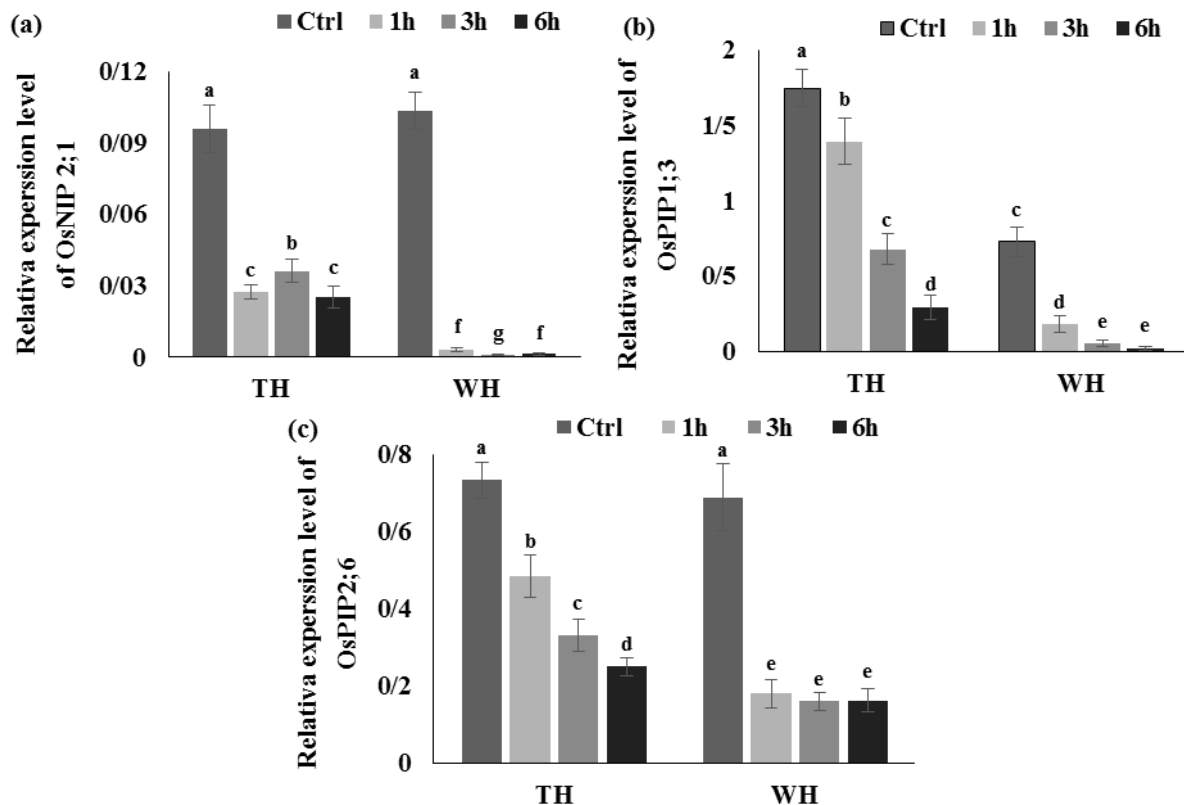 (a)
Ctrl 1h 3h 6h
Relativa experssion level
of OsNIP 2;1
0/12
0/09
0/06
0/03
0
a
c
b
c
a
f
g
f
TH WH
(b)
Ctrl 1h 3h 6h
Relativa experssion level of
OsPIP1;3
2
1/5
1
0/5
0
a
b
c
d
c
d
e
e
TH WH
(c)
Ctrl 1h 3h 6h
Relativa experssion level of
OsPIP2;6
0/8
0/6
0/4
0/2
0
a
b
c
d
a
e
e
e
TH WH